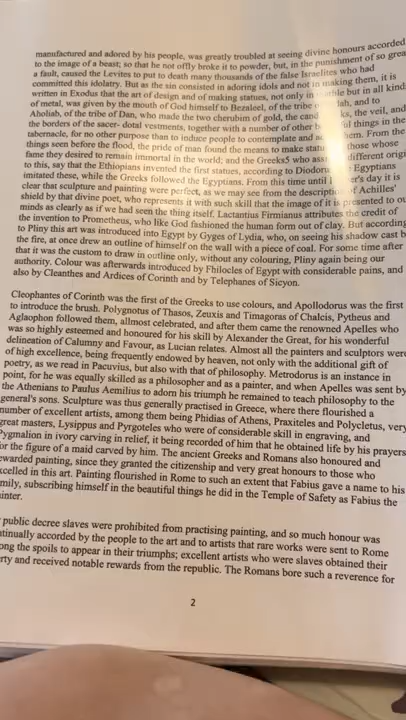 manufactured and adored by his people, was greatly troubled at seeing divine honours accorded
to the image of a beast; so that he not only broke it to powder, but, in the punishment of so grea
a fault, caused the Levites to put to death many thousands of the false Israelites who had
committed this idolatry. But as the sin consisted in adoring idols and not in making them, it is
written in Exodus that the art of design and of making statues, not only in but in all kind
of metal, was given by the mouth of God himself to Bezaleel, of the tribe and to
Aholiah, of the tribe of Dan, who made the two cherubim of gold, the the veil, and
the borders of the sacer- dotal vestments, together with a number of other things in the
tabernacle, for no other purpose than to induce people to contemplate and From the
things seen before the flood, the pride of man found the means to make those whose
fame they desired to remain immortal in the world; and the Greeks5 who different origi
to this, say that the Ethiopians invented the first statues, according to Egyptians
imitated these, while the Greeks followed the Egyptians. From this time until day it is
clear that sculpture and painting were perfect, as we may see from the of Achilles'
shield by that divine poet, who represents it with such skill that the image of it presented to ou
minds as clearly as if we had seen the thing itself. Lactantius Firmianus attributes credit of
the invention to Prometheus, who like God fashioned the human form out of clay. But according
to Pliny this art was introduced into Egypt by Gyges of Lydia, who, on seeing his shadow cast b
the fire, at once drew an outline of himself on the wall with a piece of coal. For some time after
that it was the custom to draw in outline only, without any colouring, Pliny again being our
authority. Colour was afterwards introduced by Philocles of Egypt with considerable pains, and
also by Cleanthes and Ardices of Corinth and by Telephanes of Sicyon.
Cleophantes of Corinth was the first of the Greeks to use colours, and Apollodorus was the first
to introduce the brush. Polygnotus of Thasos, Zeuxis and Timagoras of Chalcis, Pytheus and
Aglaophon followed them, allmost celebrated, and after them came the renowned Apelles who
was so highly esteemed and honoured for his skill by Alexander the Great, for his wonderful
delineation of Calumny and Favour, as Lucian relates. Almost all the painters and sculptors were
of high excellence, being frequently endowed by heaven, not only with the additional gift of
poetry, as we read in Pacuvius, but also with that of philosophy. Metrodorus is an instance in
point, for he was equally skilled as a philosopher and as a painter, and when Apelles was sent by
the Athenians to Paulus Aemilius to adorn his triumph he remained to teach philosophy to the
general's sons. Sculpture was thus generally practised in Greece, where there flourished a
number of excellent artists, among them being Phidias of Athens, Praxiteles and Polycletus, very
great masters, Lysippus and Pyrgoteles who were of considerable skill in engraving, and
Pygmalion in ivory carving in relief, it being recorded of him that he obtained life by his prayers
or the figure of a maid carved by him. The ancient Greeks and Romans also honoured and
ewarded painting, since they granted the citizenship and very great honours to those who
xcelled in this art. Painting flourished in Rome to such an extent that Fabius gave a name to his
mily, subscribing himself in the beautiful things he did in the Temple of Safety as Fabius the
inter.
public decree slaves were prohibited from practising painting, and so much honour was
ntinually accorded by the people to the art and to artists that rare works were sent to Rome
ong the spoils to appear in their triumphs; excellent artists who were slaves obtained their
rty and received notable rewards from the republic. The Romans bore such a reverence for
2